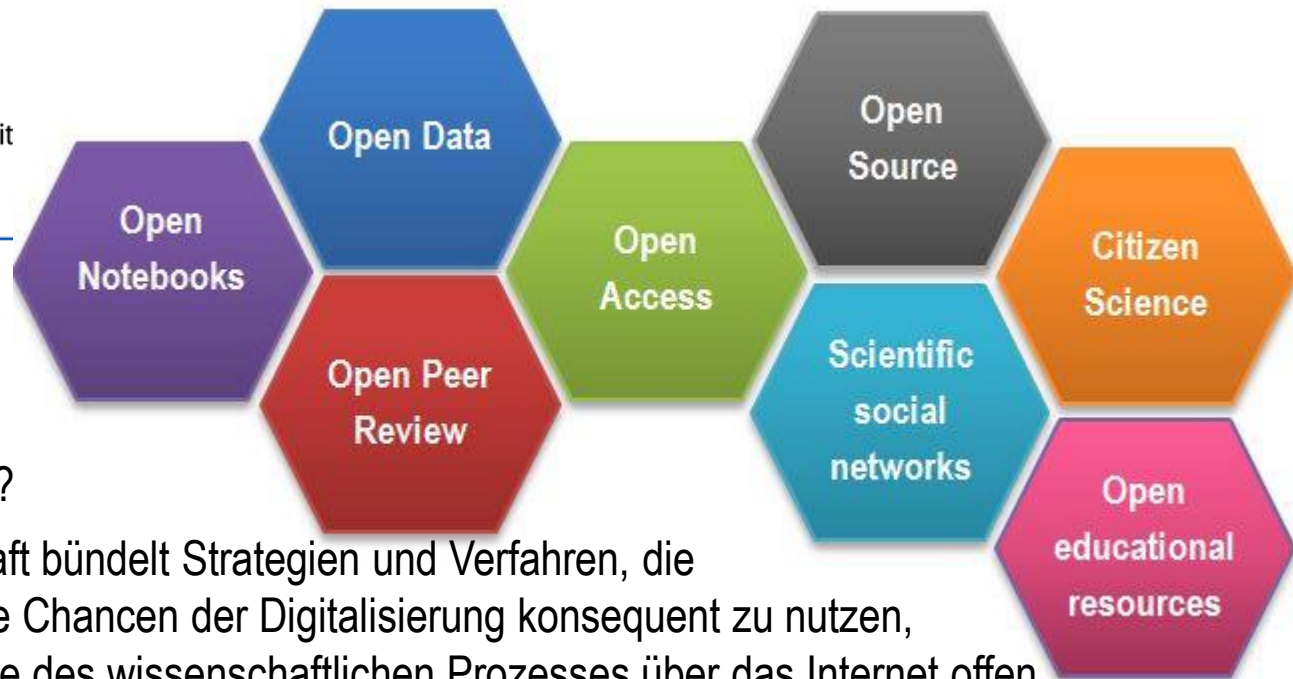 it
Open Data
Open
Source
Open
Notebooks
Open
Access
Citizen
Science
Open Peer
Review
Scientific
social
networks
Open
educational
resources
?
aft bündelt Strategien und Verfahren, die
e Chancen der Digitalisierung konsequent zu nutzen,
e des wissenschaftlichen Prozesses über das Internet offen